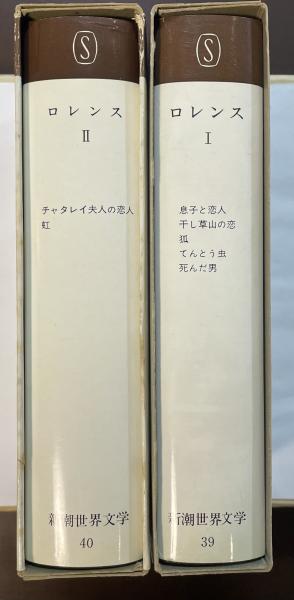 S
ロレンス
II
チャタレイ夫人の恋人
虹
新潮世界文学
40
S
ロレンス
I
息子と恋人
干し草山の恋
狐
てんとう虫
死んだ男
新潮世界文学
39